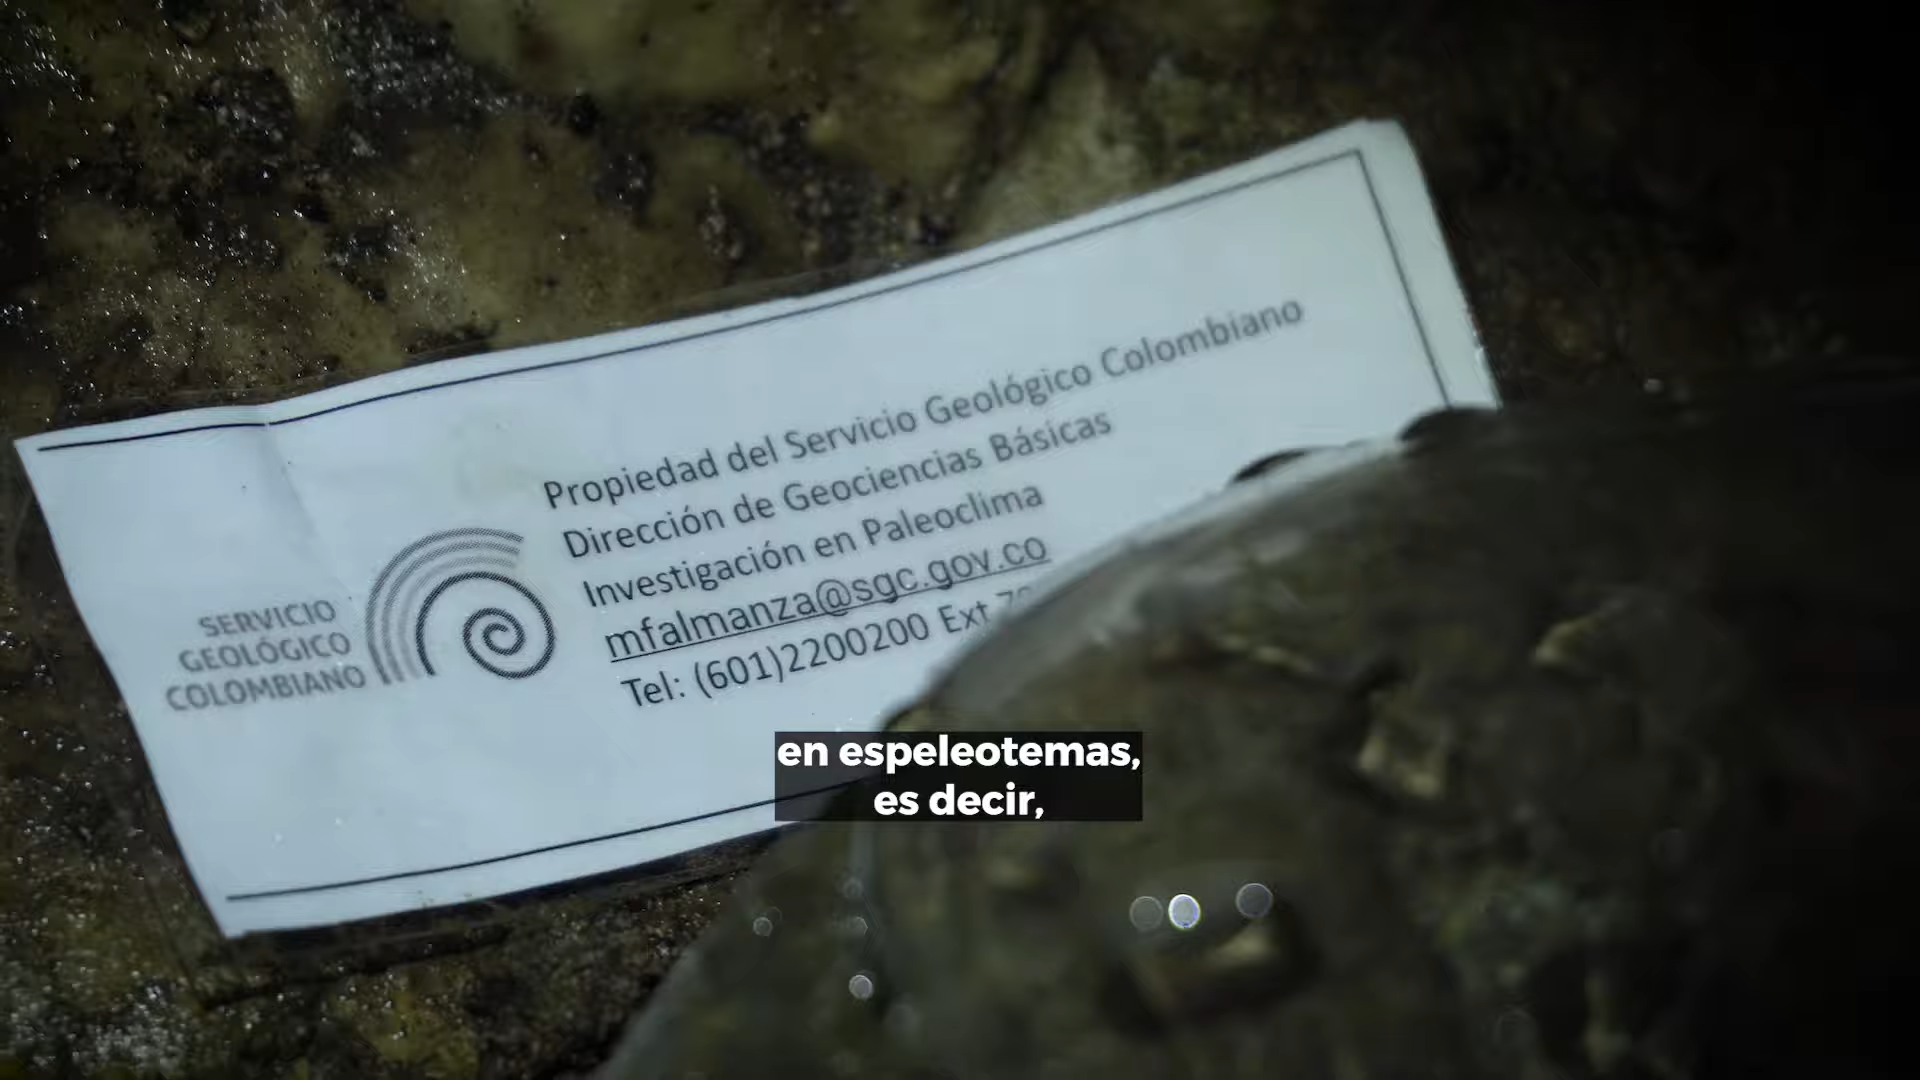 Propiedad del Servicio Geológico Colombiano
Dirección de Geociencias Básicas
Investigación en Paleoclima
mfalmanza@sgc.gov.co
Tel: (601)2200200 Ext
SERVICIO
GEOLÓGICO
COLOMBIANO
en espeleotemas,
es decir,